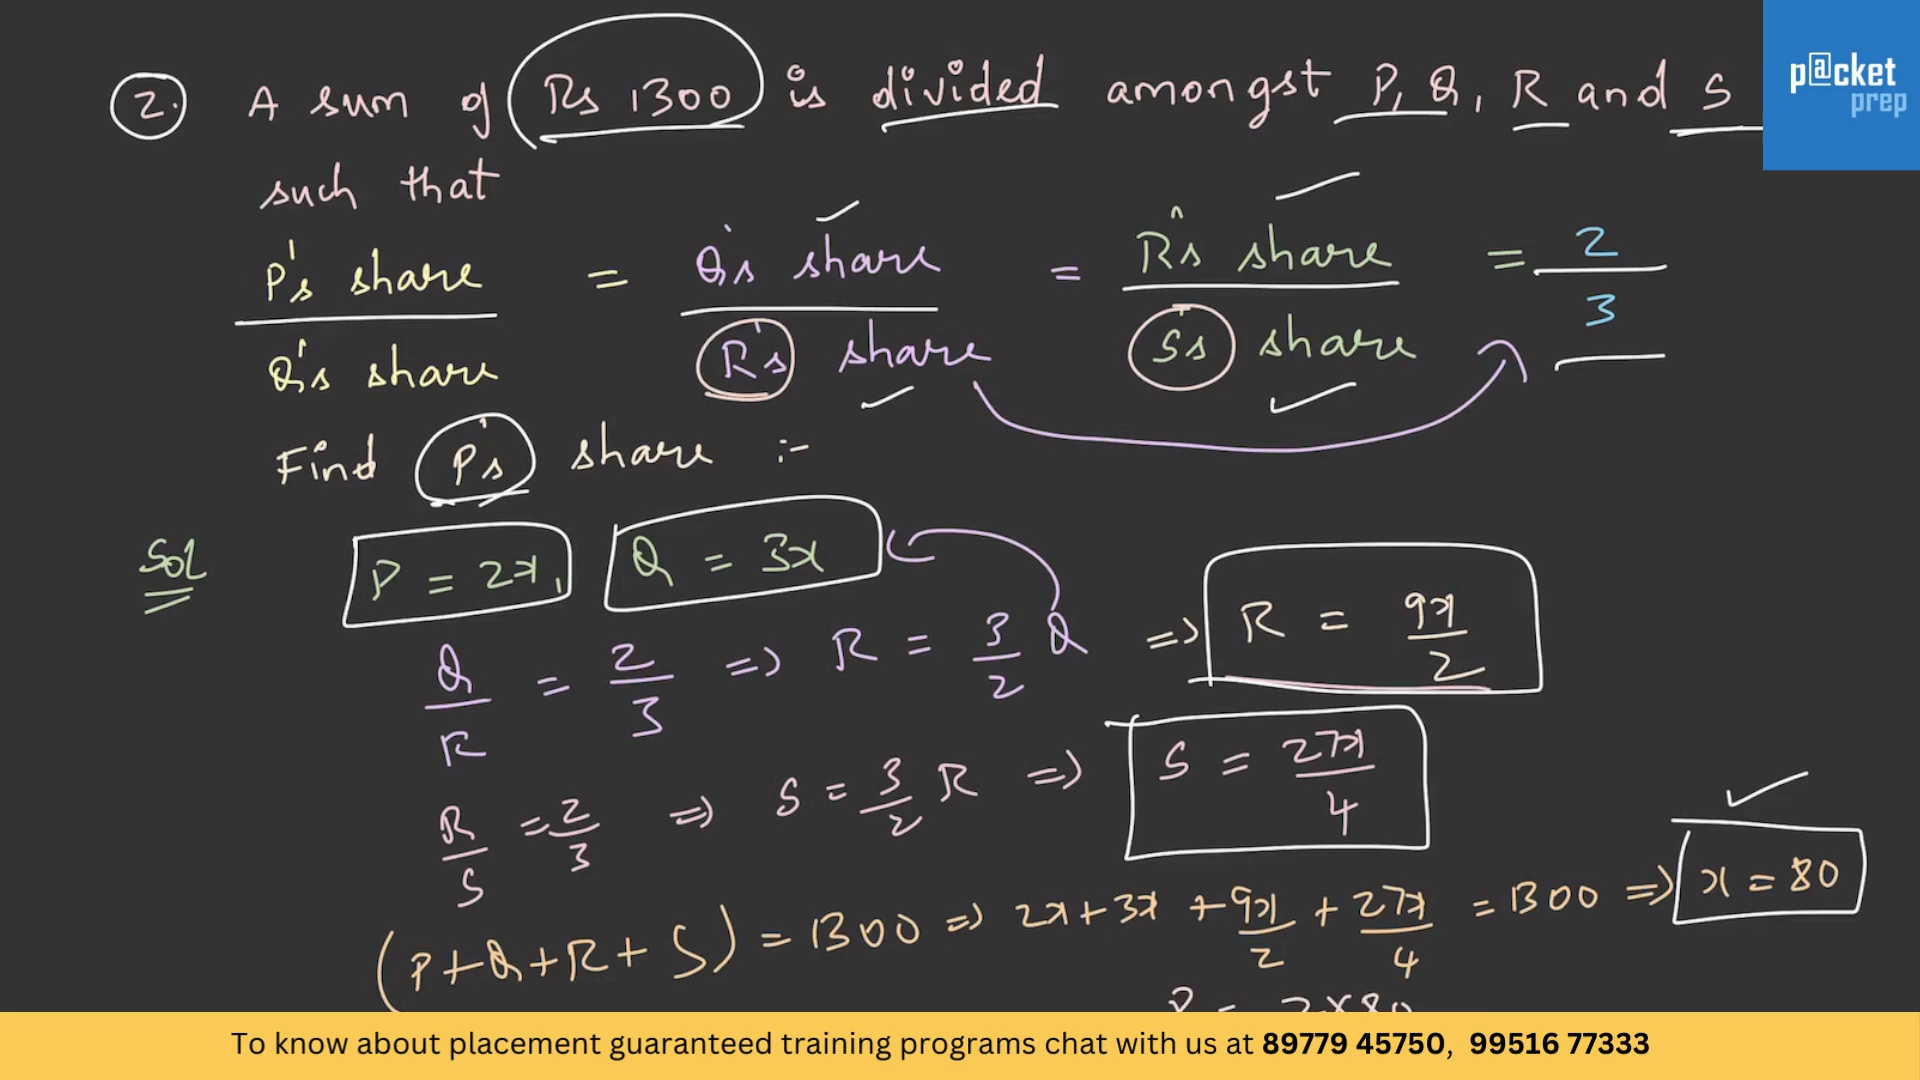 p@cket
prep
2. A sum of Rs 1300 is divided amongst P, Q, R and S
such that
P's share / Q's share = Q's share / R's share = R's share / S's share = 2 / 3
Find P's share :-
Sol
P = 2x, Q = 3x
Q / R = 2 / 3 => R = 3 / 2 Q => R = 9x / 2
R / S = 2 / 3 => S = 3 / 2 R => S = 27x / 4
(P+Q+R+S) = 1300 => 2x + 3x + 9x / 2 + 27x / 4 = 1300 => x = 80
P = 2x80
To know about placement guaranteed training programs chat with us at 89779 45750, 99516 77333